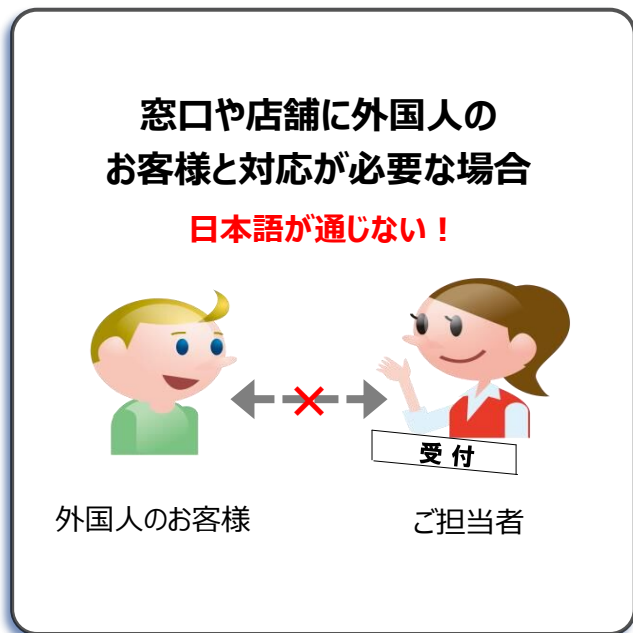 窓口や店舗に外国人の
お客様と対応が必要な場合
日本語が通じない！
受付
外国人のお客様
ご担当者